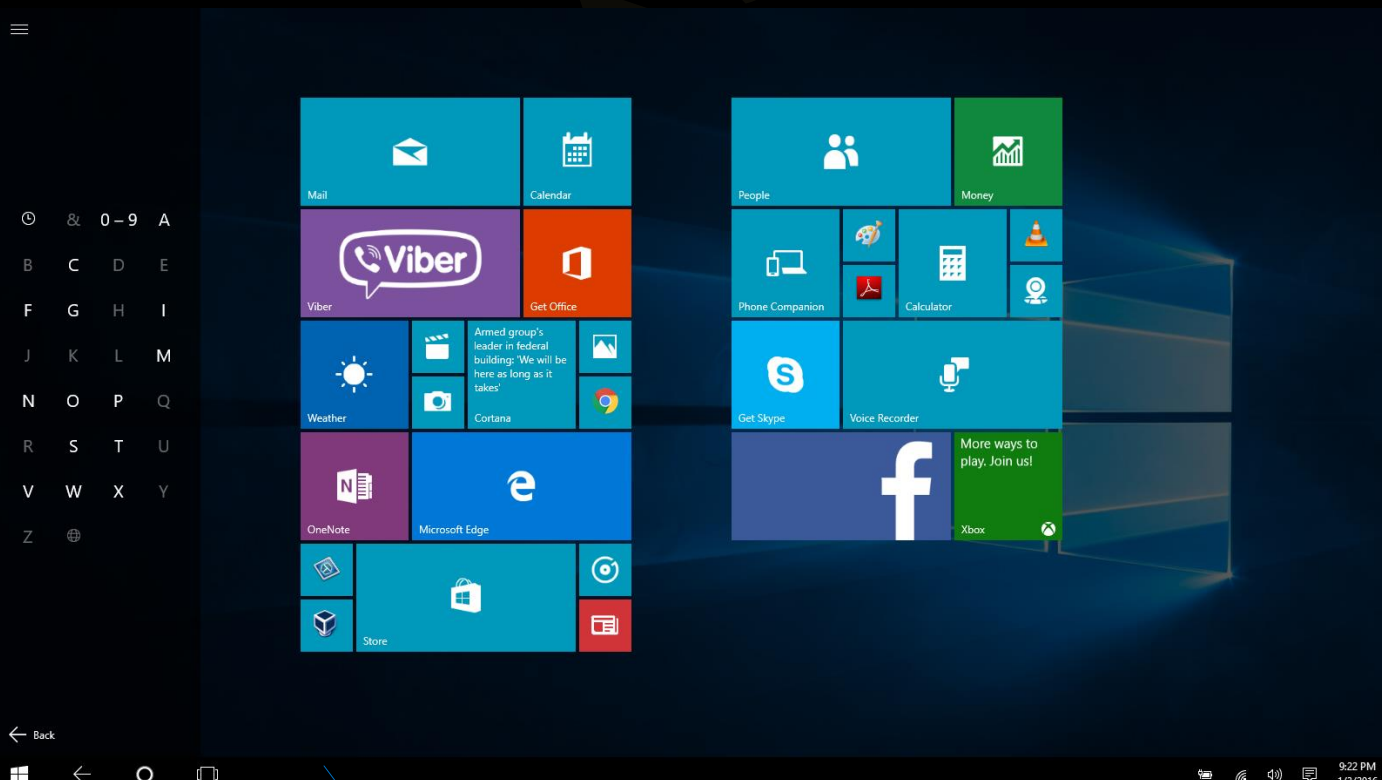 0 – 9 A
& 
B C D E
F G H I
J K L M
N O P Q
R S T U
V W X Y
Z
Back
Mail
Calendar
Viber
Viber
Get Office
Weather
Armed group's
leader in federal
building: 'We will be
here as long as it
takes'
Cortana
OneNote
N
Microsoft Edge
Store
People
Money
Phone Companion
Calculator
Get Skype
S
Voice Recorder
f
More ways to
play. Join us!
Xbox
9:22 PM